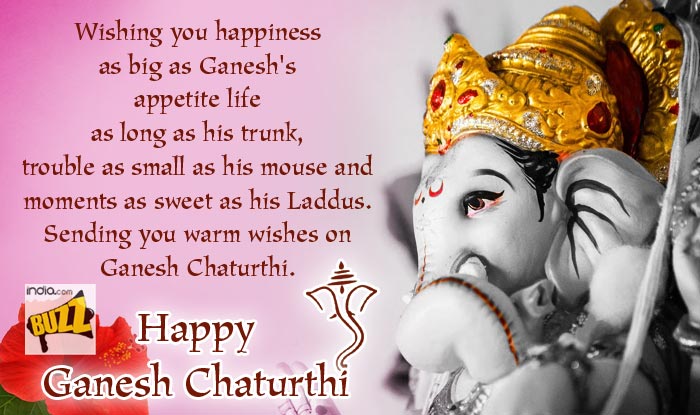 Wishing you happiness
as big as Ganesh's
appetite life
as long as his trunk,
trouble as small as his mouse and
moments as sweet as his Laddus.
Sending you warm wishes on
Ganesh Chaturthi.
india.com
BUZZ
Happy
Ganesh Chaturthi